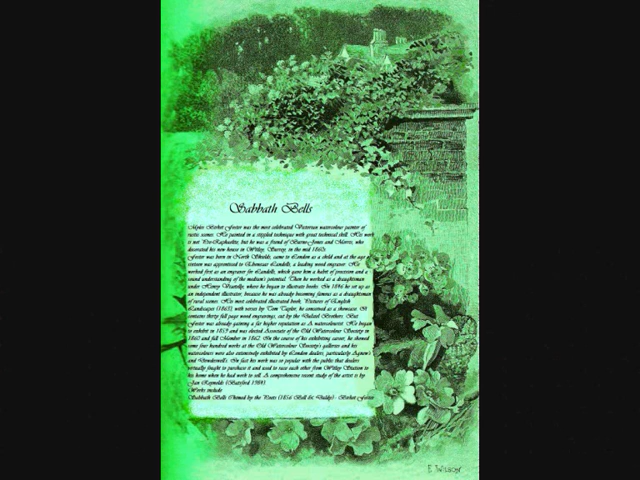 Sabbath Bells
Myles Birket Foster was the most celebrated Victorian watercolour painter of
rustic scenes. He painted in a stippled technique with great technical skill. His work
is not Pre-Raphaelite, but he was a friend of Burne-Jones and Morris, who
decorated his new house in Witley, Surrey, in the mid 1860s.
Foster was born in North Shields, came to London as a child and at the age of
sixteen was apprenticed to Ebenezer Landells, a leading wood engraver. He
worked first as an engraver for Landells, which gave him a habit of precision and a
sound understanding of the medium's potential. Then he worked as a draughtsman
under Henry Vizetelly, where he began to illustrate books. In 1846 he set up as
an independent illustrator, because he was already becoming famous as a draughtsman
of rural scenes. His most celebrated illustrated book, Pictures of English
Landscapes (1863), with verses by Tom Taylor, he conceived as a showcase. It
contains thirty full page wood engravings, cut by the Dalziel Brothers. But
Foster was already gaining a far higher reputation as A watercolourist. He began
to exhibit in 1859 and was elected Associate of the Old Watercolour Society in
1860 and full Member in 1862. On the course of his exhibiting career, he showed
some four hundred works at the Old Watercolour Society's galleries and his
watercolours were also extensively exhibited by London dealers, particularly Agnew's
and Dowdeswell's. In fact his work was so popular with the public that dealers
virtually fought to purchase it and used to race each other from Witley Station to
his home when he had work to sell. A comprehensive recent study of the artist is by
Jan Reynolds (Batsford 1984)
Works include
Sabbath Bells Chimed by the Poets (1856 Bell & Daldy) - Birket Foster
E. Wilson